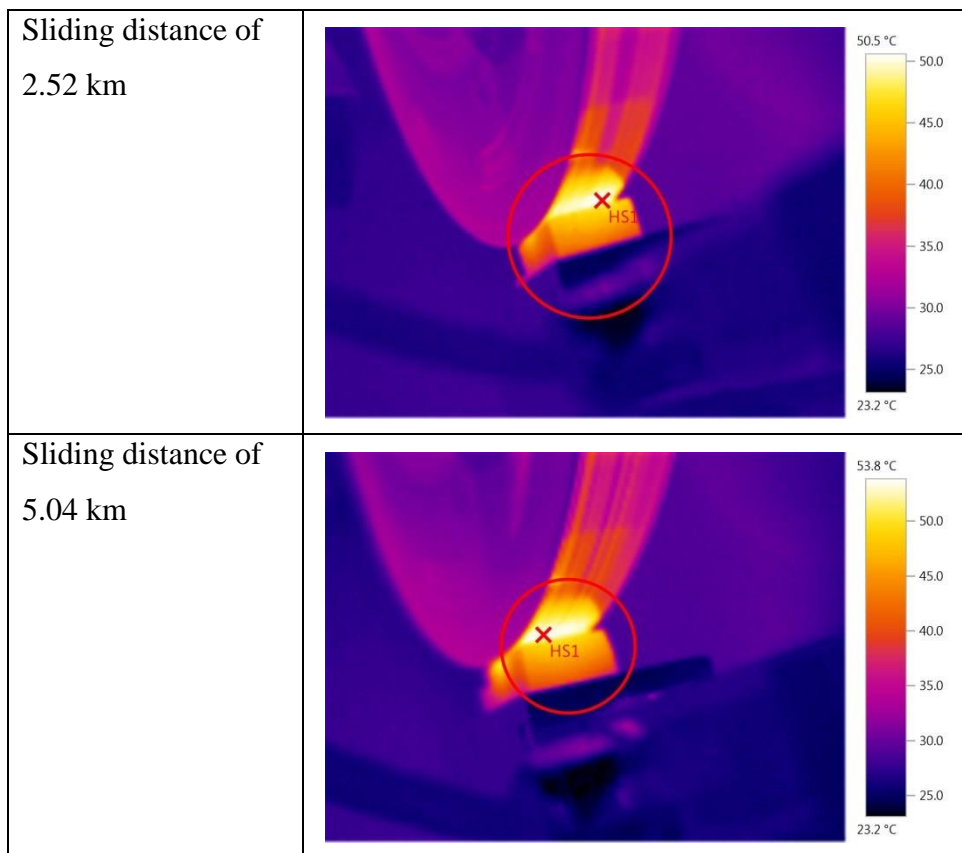 Sliding distance of
2.52 km
50.5 °C
50.0
45.0
40.0
35.0
30.0
25.0
23.2 °C
HS1
Sliding distance of
5.04 km
53.8 °C
50.0
45.0
40.0
35.0
30.0
25.0
23.2 °C
HS1